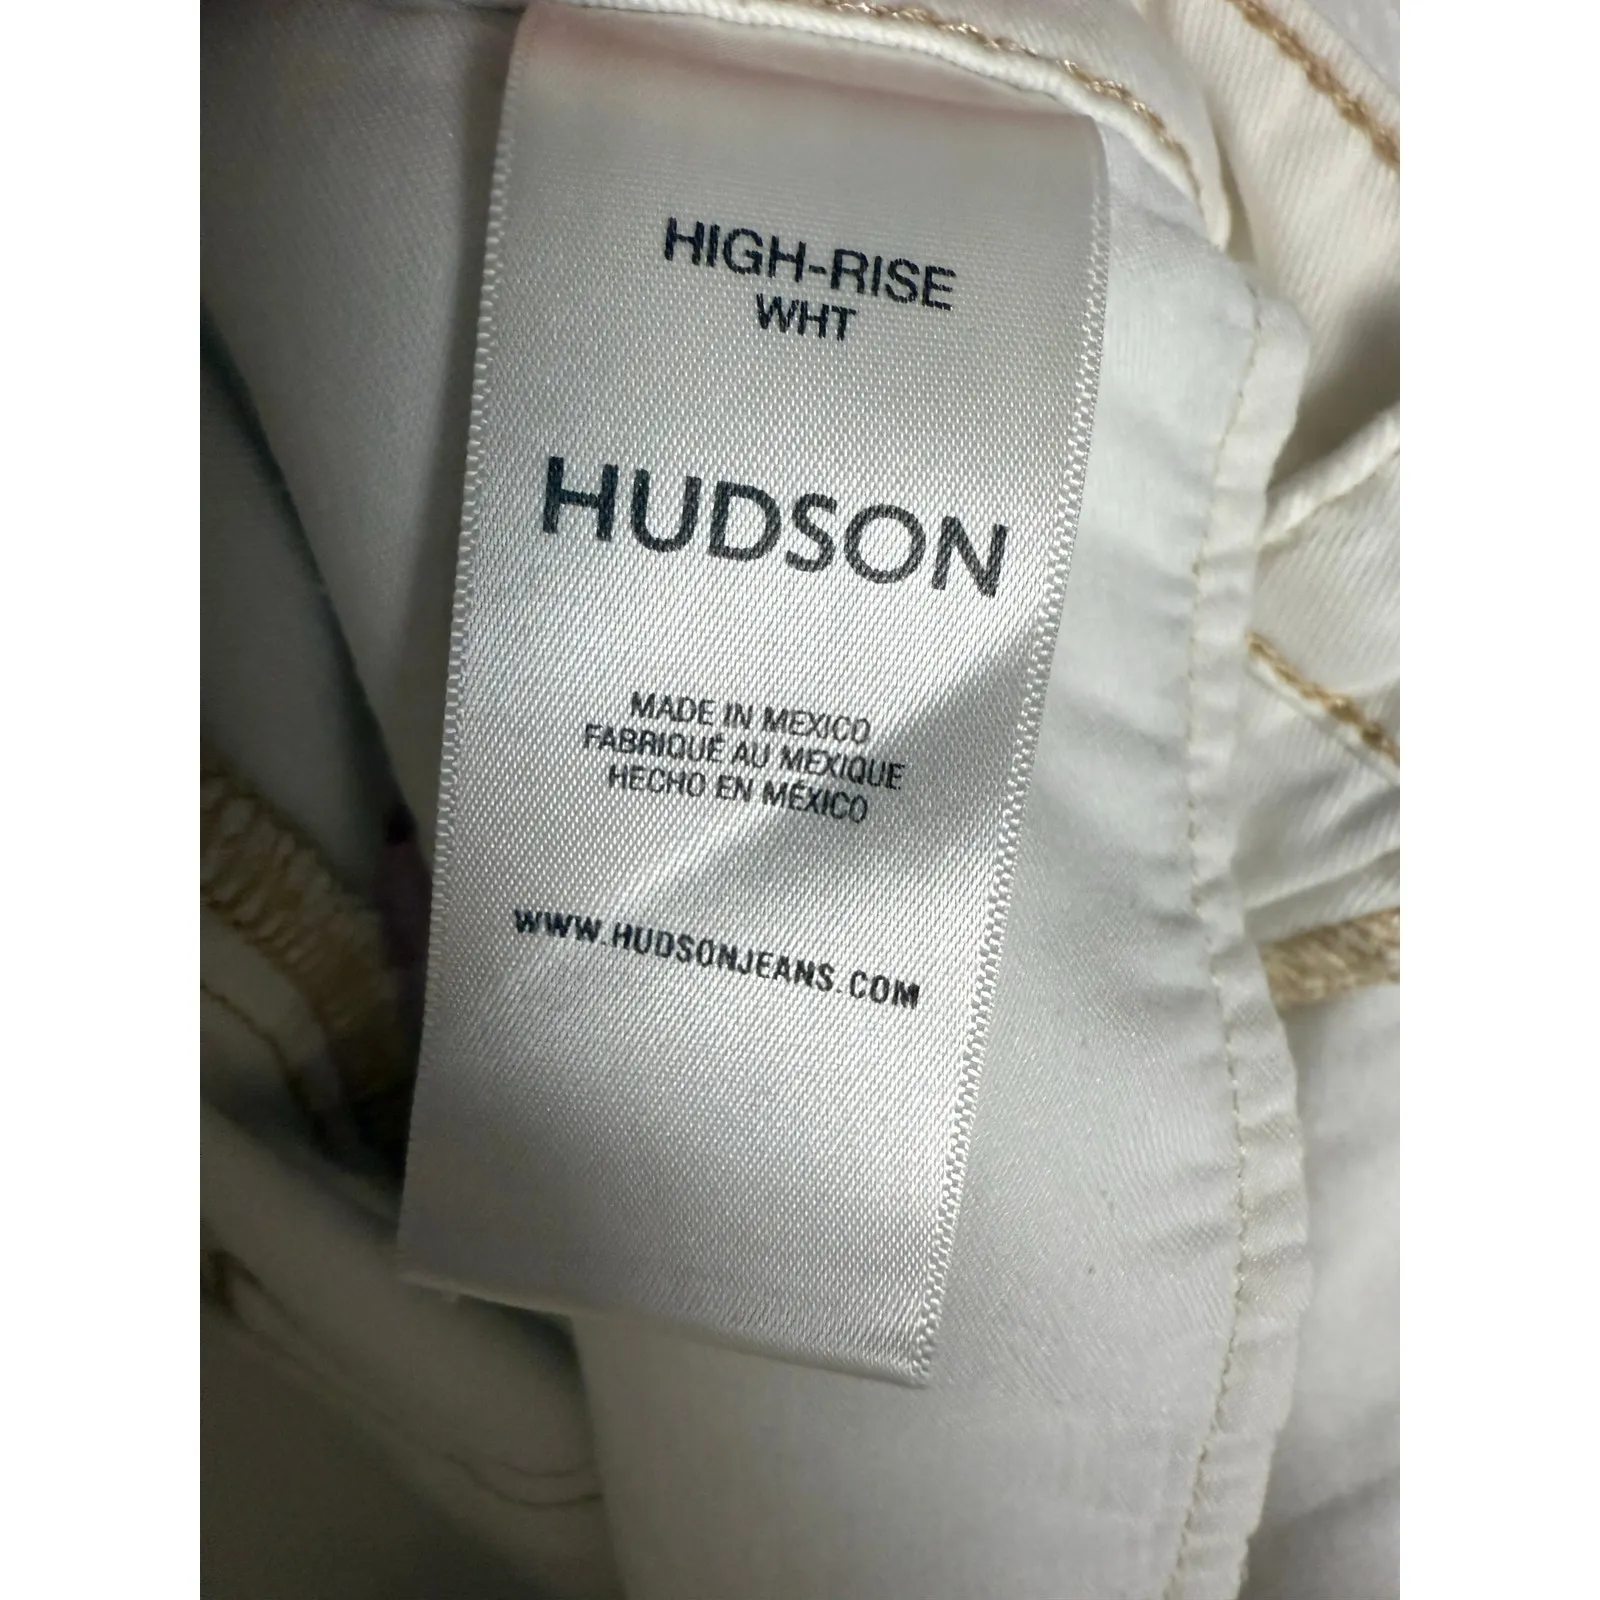 HIGH-RISE
WHT
HUDSON
MADE IN MEXICO
FABRIQUÉ AU MEXIQUE
HECHO EN MÉXICO
WWW.HUDSONJEANS.COM